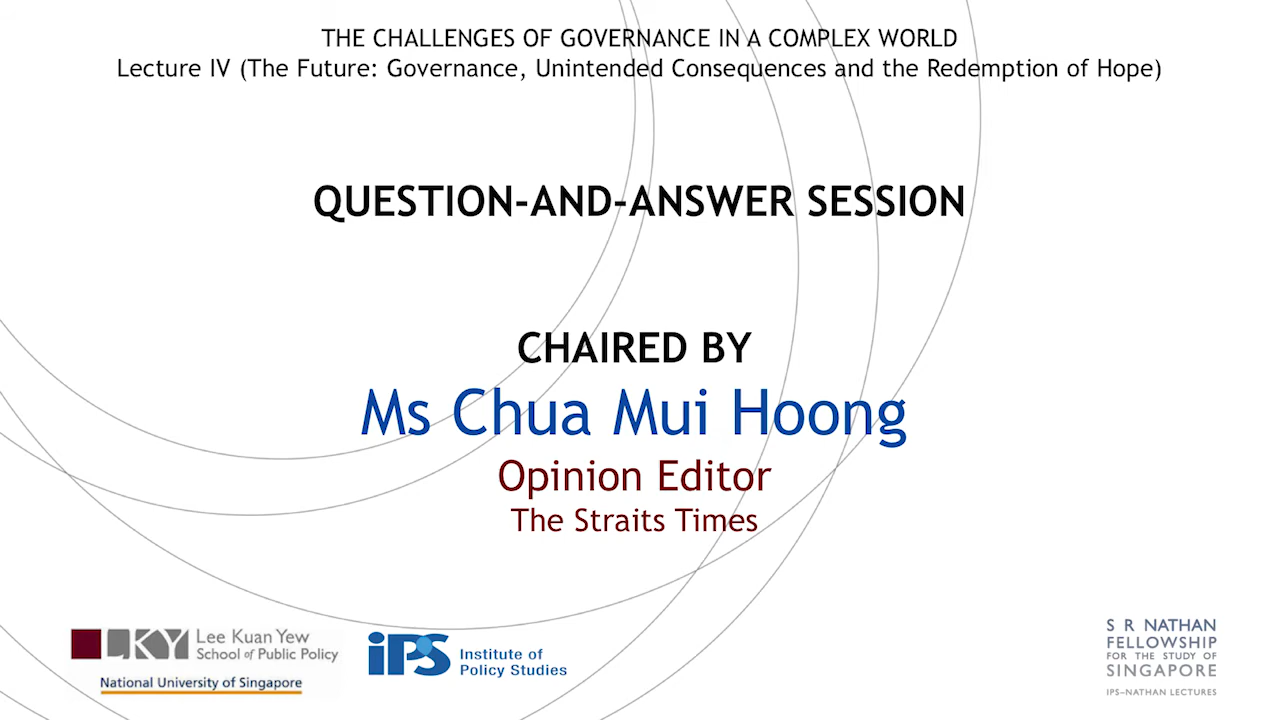 THE CHALLENGES OF GOVERNANCE IN A COMPLEX WORLD
Lecture IV (The Future: Governance, Unintended Consequences and the Redemption of Hope)
QUESTION-AND-ANSWER SESSION
CHAIRED BY
Ms Chua Mui Hoong
Opinion Editor
The Straits Times
LKY Lee Kuan Yew
School of Public Policy
National University of Singapore
iPS Institute of
Policy Studies
S R NATHAN
FELLOWSHIP
FOR THE STUDY OF
SINGAPORE
IPS–NATHAN LECTURES